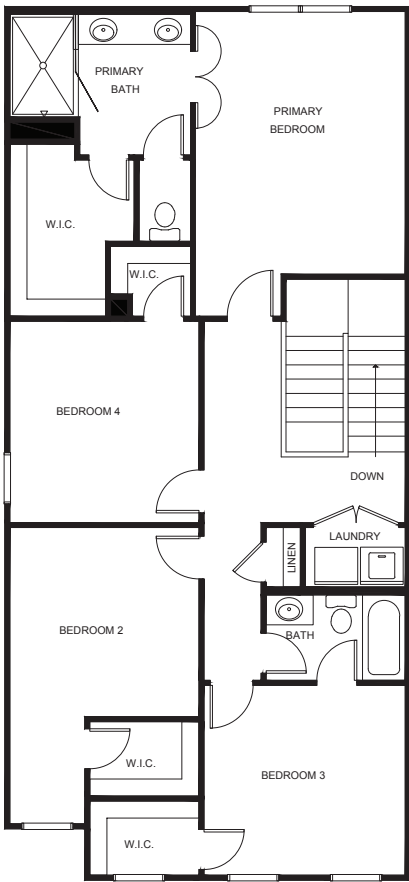 PRIMARY
BATH
PRIMARY
BEDROOM
W.I.C.
W.I.C.
BEDROOM 4
DOWN
LAUNDRY
LINEN
BEDROOM 2
BATH
W.I.C.
BEDROOM 3
W.I.C.